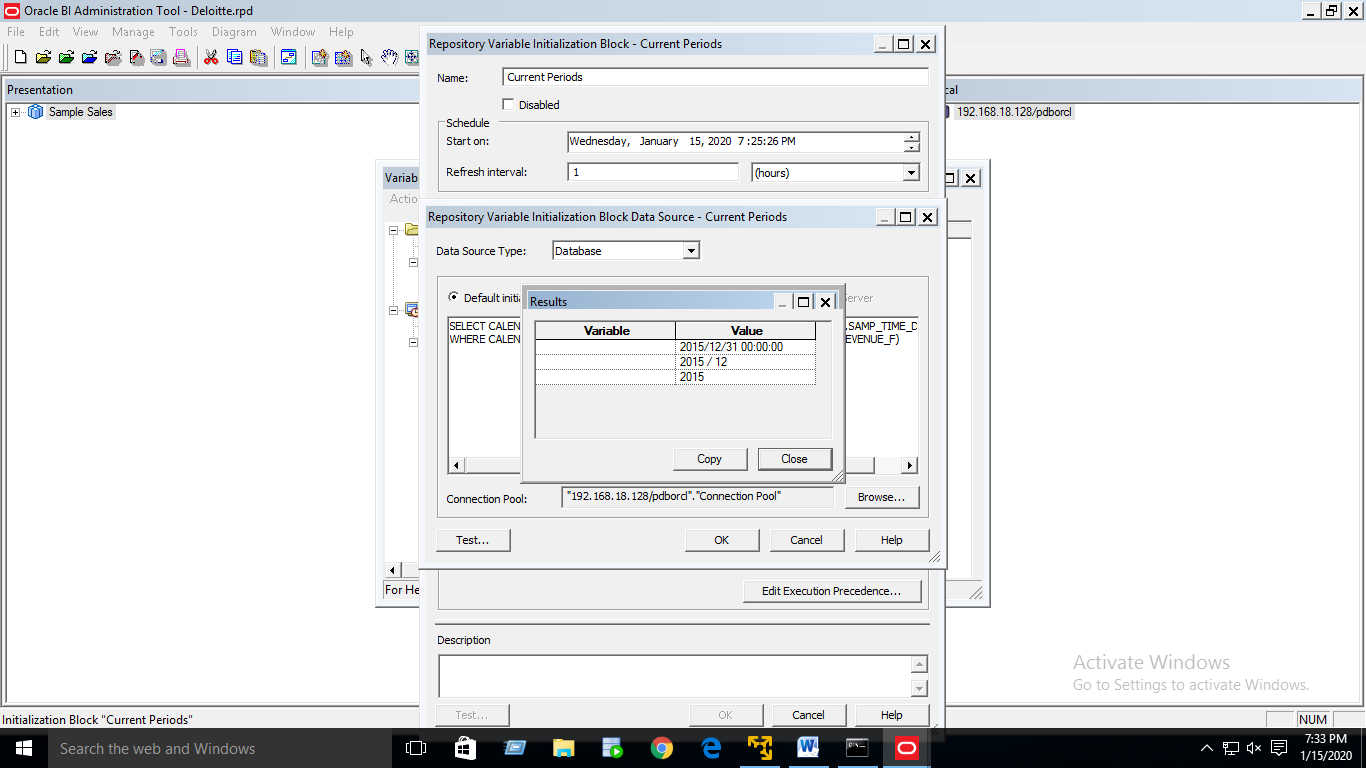 Oracle BI Administration Tool - Deloitte.rpd
File Edit View Manage Tools Diagram Window Help
Presentation
Sample Sales
cal
192.168.18.128/pdborcl
Variab
Actio
For He
Repository Variable Initialization Block - Current Periods
Name: Current Periods
Disabled
Schedule
Start on: Wednesday, January 15, 2020 7:25:26 PM
Refresh interval: 1 (hours)
Repository Variable Initialization Block Data Source - Current Periods
Data Source Type: Database
Default initia erver
SELECT CALEN .SAMP_TIME_D
WHERE CALEN EVENUE_F)
Results
Variable Value
2015/12/31 00:00:00
2015 / 12
2015
Copy Close
Connection Pool: "192.168.18.128/pdborcl"."Connection Pool" Browse...
Test... OK Cancel Help
Edit Execution Precedence...
Description
Test... OK Cancel Help
Activate Windows
Go to Settings to activate Windows.
Initialization Block "Current Periods" NUM
Search the web and Windows
7:33 PM
1/15/2020